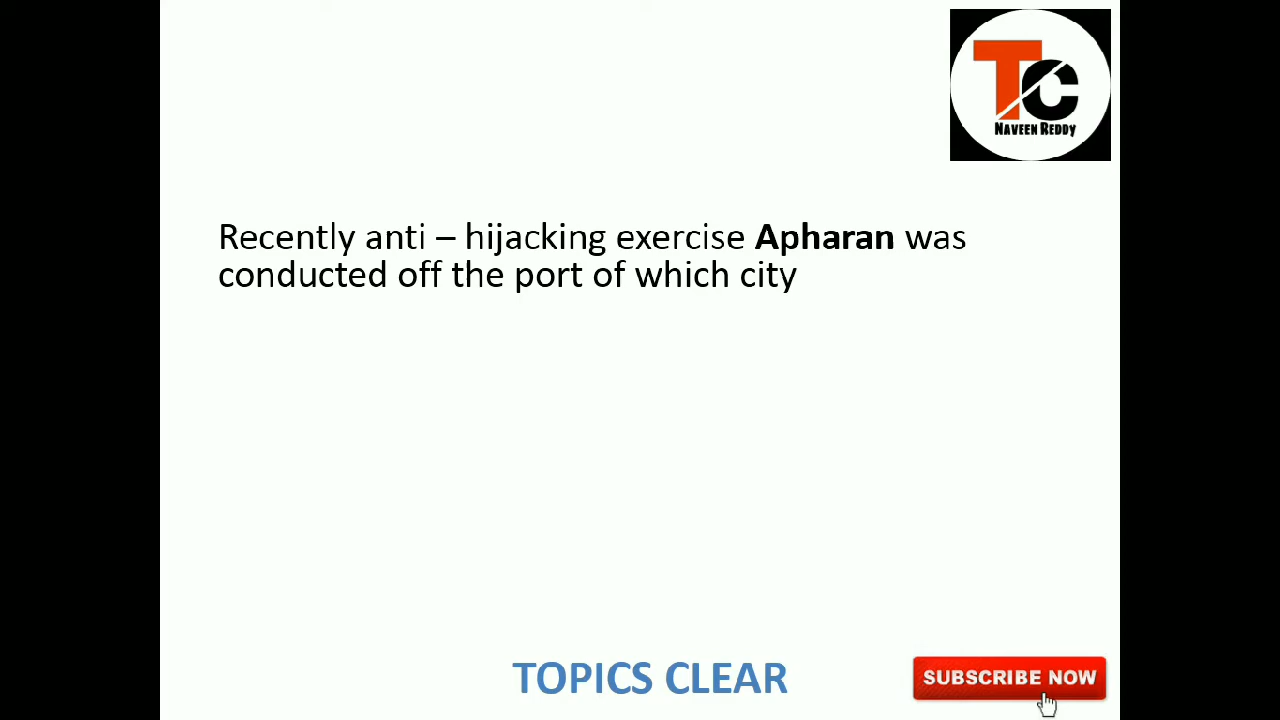 TC
NAVEEN REDDY
Recently anti – hijacking exercise Apharan was
conducted off the port of which city
TOPICS CLEAR
SUBSCRIBE NOW